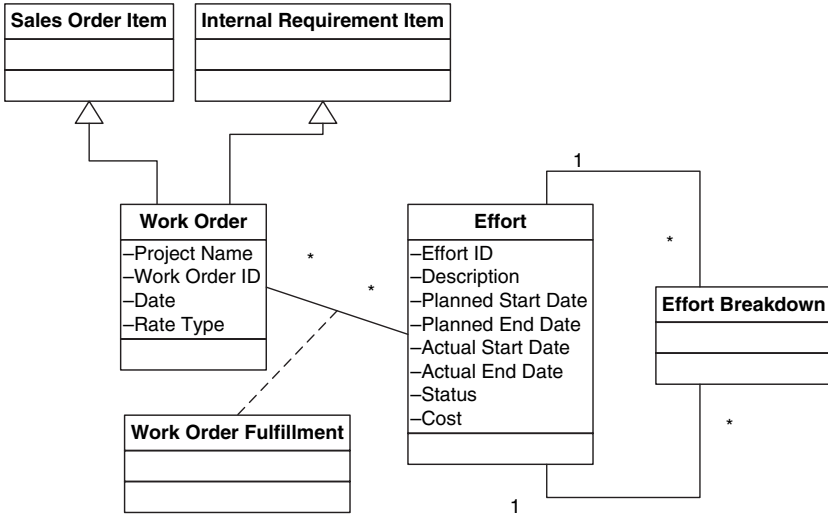 Sales Order Item
Internal Requirement Item
1
Work Order
–Project Name
–Work Order ID
–Date
–Rate Type
*
*
Effort
–Effort ID
–Description
–Planned Start Date
–Planned End Date
–Actual Start Date
–Actual End Date
–Status
–Cost
*
Effort Breakdown
*
Work Order Fulfillment
1